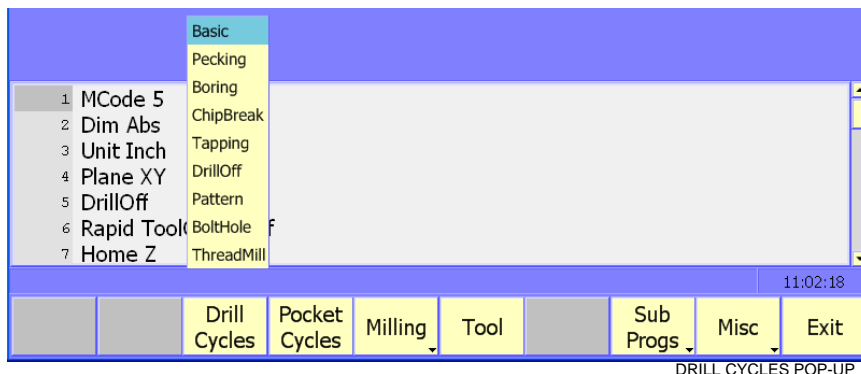 Basic
Pecking
Boring
ChipBreak
Tapping
DrillOff
Pattern
BoltHole
ThreadMill
1 MCode 5
2 Dim Abs
3 Unit Inch
4 Plane XY
5 DrillOff
6 Rapid Tool f
7 Home Z
11:02:18
Drill Cycles
Pocket Cycles
Milling
Tool
Sub Progs
Misc
Exit
DRILL CYCLES POP-UP